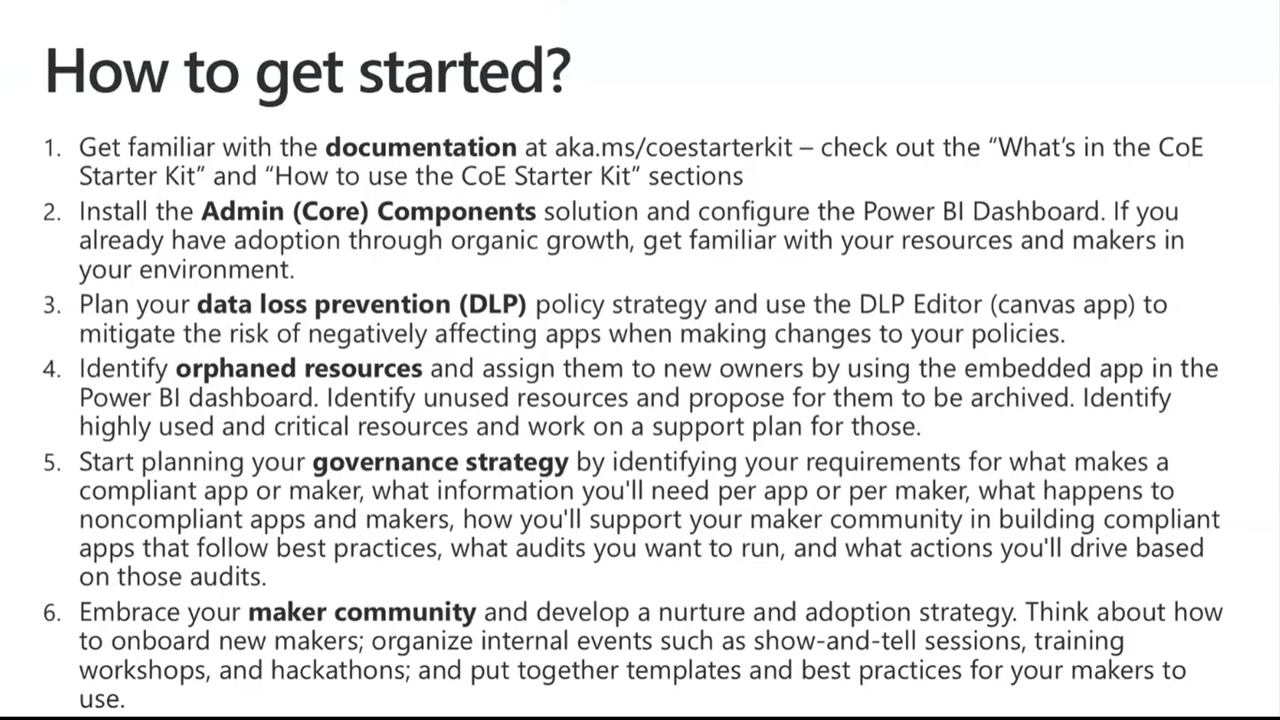 How to get started?
1. Get familiar with the documentation at aka.ms/coestarterkit – check out the “What’s in the CoE
Starter Kit” and “How to use the CoE Starter Kit” sections
2. Install the Admin (Core) Components solution and configure the Power BI Dashboard. If you
already have adoption through organic growth, get familiar with your resources and makers in
your environment.
3. Plan your data loss prevention (DLP) policy strategy and use the DLP Editor (canvas app) to
mitigate the risk of negatively affecting apps when making changes to your policies.
4. Identify orphaned resources and assign them to new owners by using the embedded app in the
Power BI dashboard. Identify unused resources and propose for them to be archived. Identify
highly used and critical resources and work on a support plan for those.
5. Start planning your governance strategy by identifying your requirements for what makes a
compliant app or maker, what information you'll need per app or per maker, what happens to
noncompliant apps and makers, how you'll support your maker community in building compliant
apps that follow best practices, what audits you want to run, and what actions you'll drive based
on those audits.
6. Embrace your maker community and develop a nurture and adoption strategy. Think about how
to onboard new makers; organize internal events such as show-and-tell sessions, training
workshops, and hackathons; and put together templates and best practices for your makers to
use.